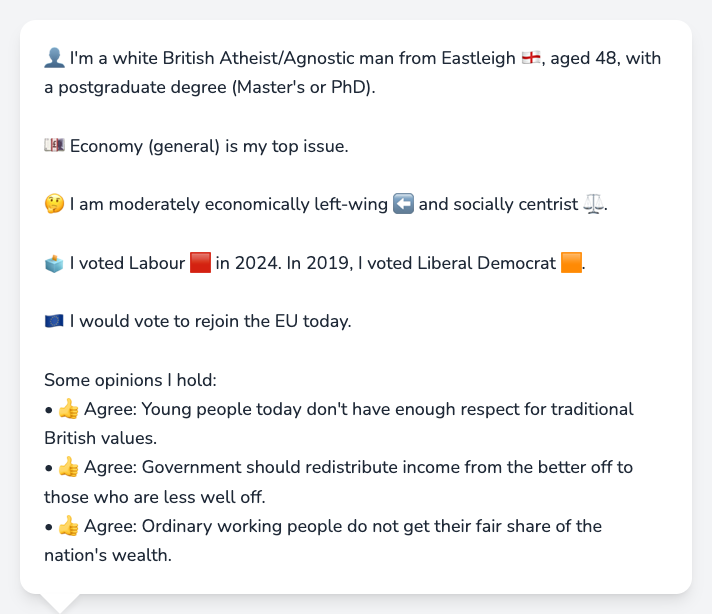 👤 I'm a white British Atheist/Agnostic man from Eastleigh 🏴󠁧󠁢󠁥󠁮󠁧󠁿, aged 48, with
a postgraduate degree (Master's or PhD).
💷 Economy (general) is my top issue.
🤔 I am moderately economically left-wing ⬅️ and socially centrist ⚖️.
🗳️ I voted Labour 🟥 in 2024. In 2019, I voted Liberal Democrat 🟧.
🇪🇺 I would vote to rejoin the EU today.
Some opinions I hold:
• 👍 Agree: Young people today don't have enough respect for traditional
British values.
• 👍 Agree: Government should redistribute income from the better off to
those who are less well off.
• 👍 Agree: Ordinary working people do not get their fair share of the
nation's wealth.